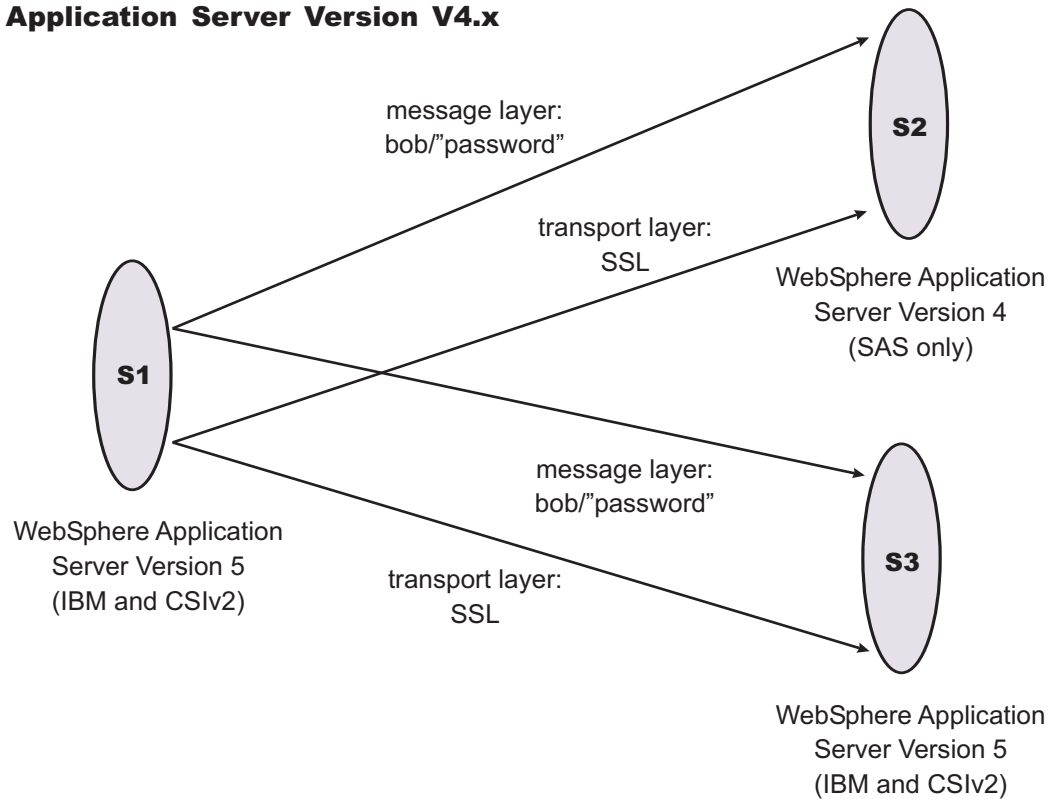 Application Server Version V4.x
message layer:
bob/”password”
S2
transport layer:
SSL
WebSphere Application
Server Version 4
(SAS only)
S1
WebSphere Application
Server Version 5
(IBM and CSIv2)
message layer:
bob/”password”
S3
transport layer:
SSL
WebSphere Application
Server Version 5
(IBM and CSIv2)